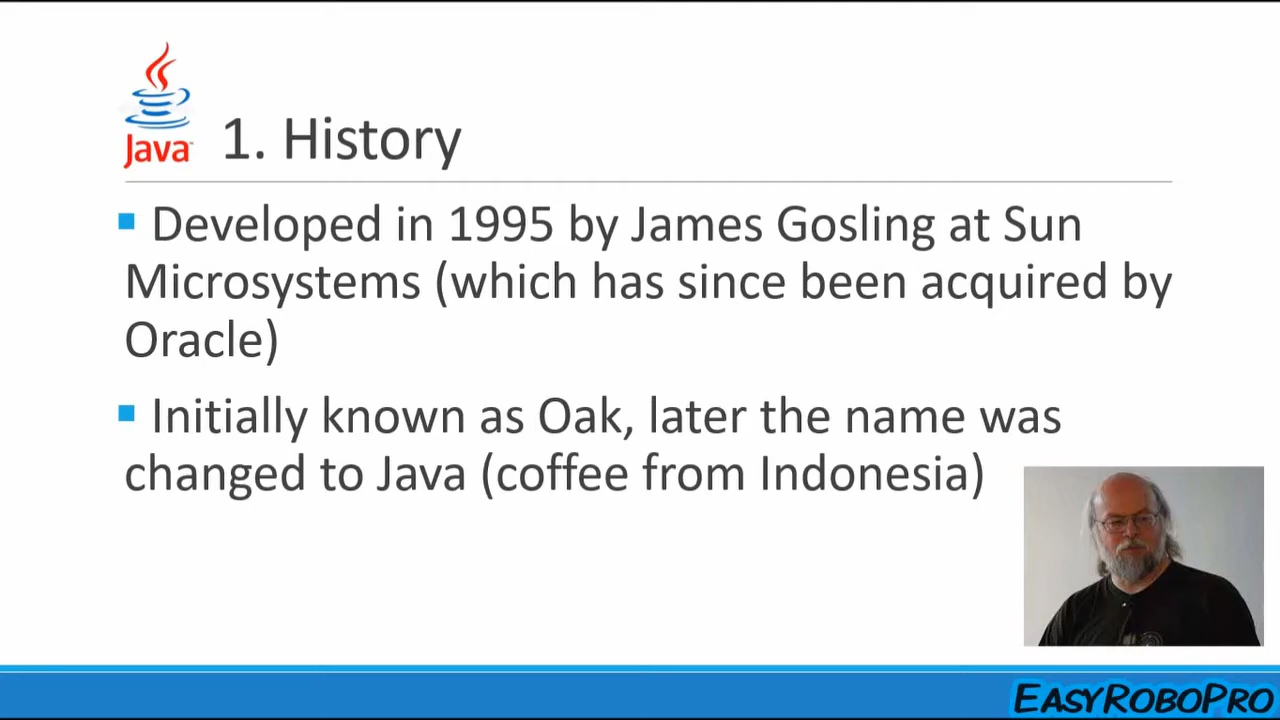 Java
1. History
Developed in 1995 by James Gosling at Sun
Microsystems (which has since been acquired by
Oracle)
Initially known as Oak, later the name was
changed to Java (coffee from Indonesia)
EASYROBOPRO